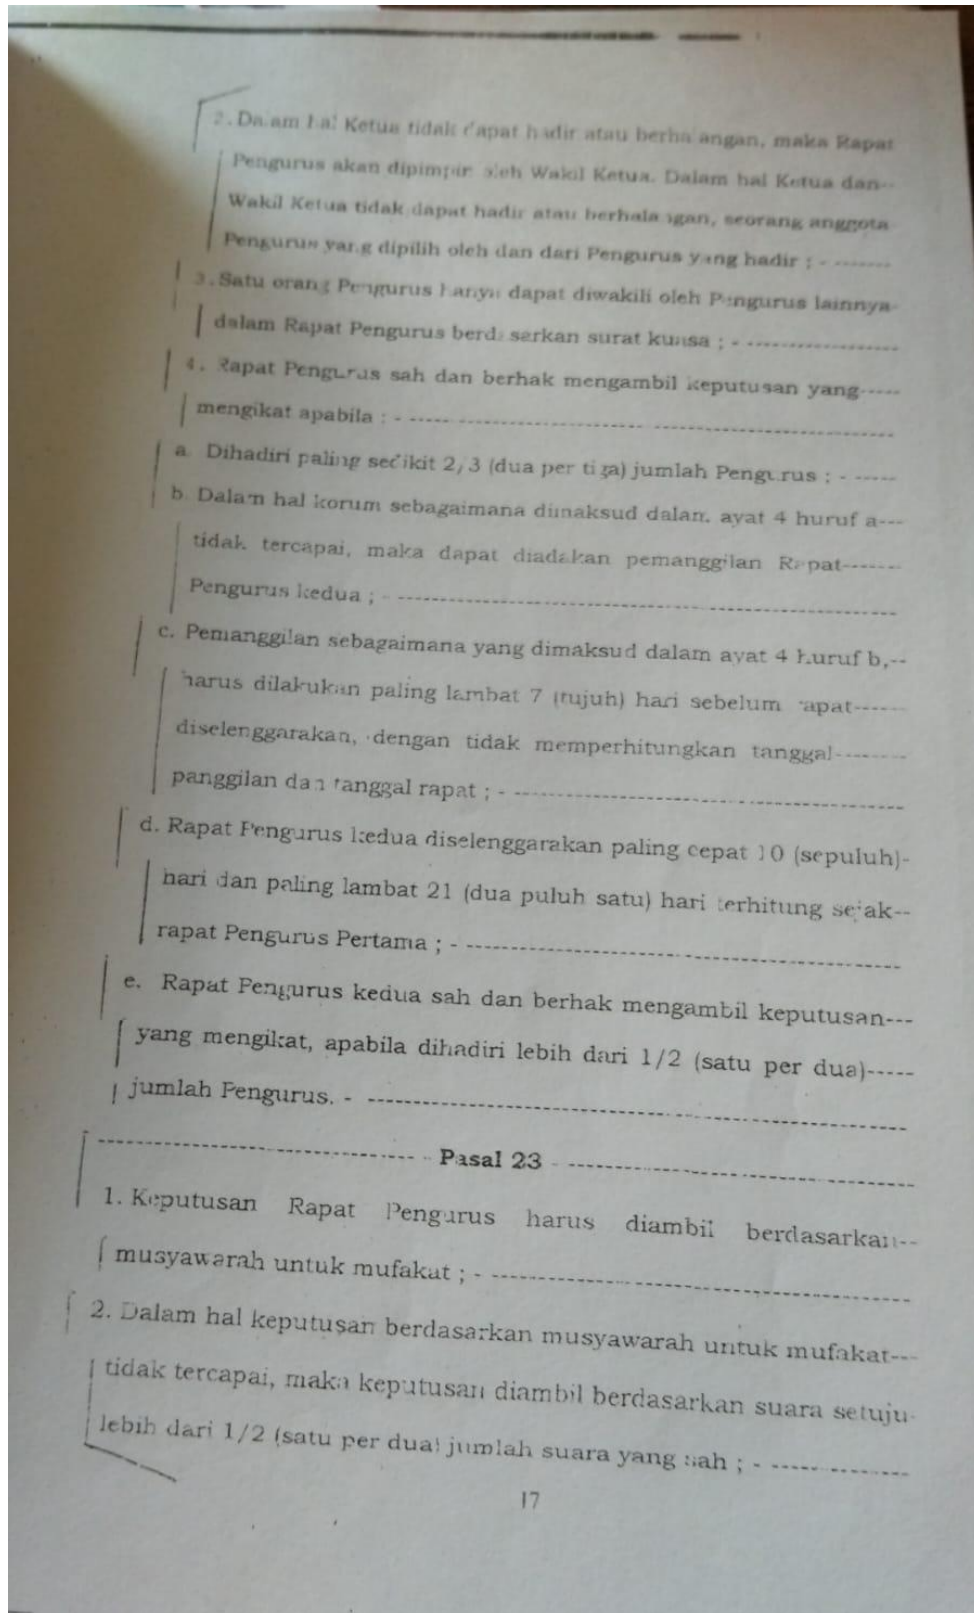 2. Dalam hal Ketua tidak dapat hadir atau berhalangan, maka Rapat
Pengurus akan dipimpin oleh Wakil Ketua. Dalam hal Ketua dan--
Wakil Ketua tidak dapat hadir atau berhalangan, seorang anggota
Pengurus yang dipilih oleh dan dari Pengurus yang hadir ; - -------
3. Satu orang Pengurus hanya dapat diwakili oleh Pengurus lainnya-
dalam Rapat Pengurus berdasarkan surat kuasa ; - -------------------
4. Rapat Pengurus sah dan berhak mengambil keputusan yang-----
mengikat apabila : - ------------------------------------------------------------
a. Dihadiri paling sedikit 2/3 (dua per tiga) jumlah Pengurus ; - -----
b. Dalam hal korum sebagaimana dimaksud dalam ayat 4 huruf a---
tidak tercapai, maka dapat diadakan pemanggilan Rapat-------
Pengurus kedua ; - ------------------------------------------------------------
c. Pemanggilan sebagaimana yang dimaksud dalam ayat 4 huruf b,--
harus dilakukan paling lambat 7 (tujuh) hari sebelum rapat------
diselenggarakan, dengan tidak memperhitungkan tanggal--------
panggilan dan tanggal rapat ; - ---------------------------------------------
d. Rapat Pengurus kedua diselenggarakan paling cepat 10 (sepuluh)-
hari dan paling lambat 21 (dua puluh satu) hari terhitung sejak--
rapat Pengurus Pertama ; - -------------------------------------------------
e. Rapat Pengurus kedua sah dan berhak mengambil keputusan---
yang mengikat, apabila dihadiri lebih dari 1/2 (satu per dua)-----
jumlah Pengurus. - ------------------------------------------------------------
------------------------------------ - Pasal 23 - ---------------------------------------
1. Keputusan Rapat Pengurus harus diambil berdasarkan--
musyawarah untuk mufakat ; - ----------------------------------------------
2. Dalam hal keputusan berdasarkan musyawarah untuk mufakat---
tidak tercapai, maka keputusan diambil berdasarkan suara setuju-
lebih dari 1/2 (satu per dua) jumlah suara yang sah ; - ---------------
17